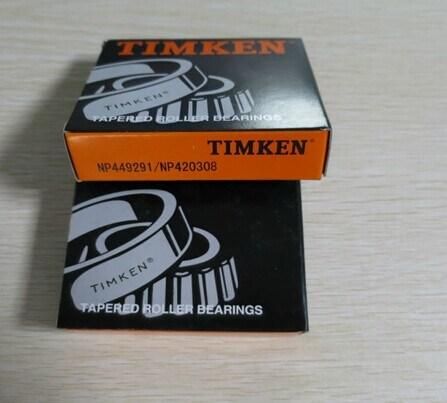 TIMKEN
TIMKEN®
TAPERED ROLLER BEARINGS
TIMKEN®
NP449291/NP420308
TIMKEN®
TAPERED ROLLER BEARINGS